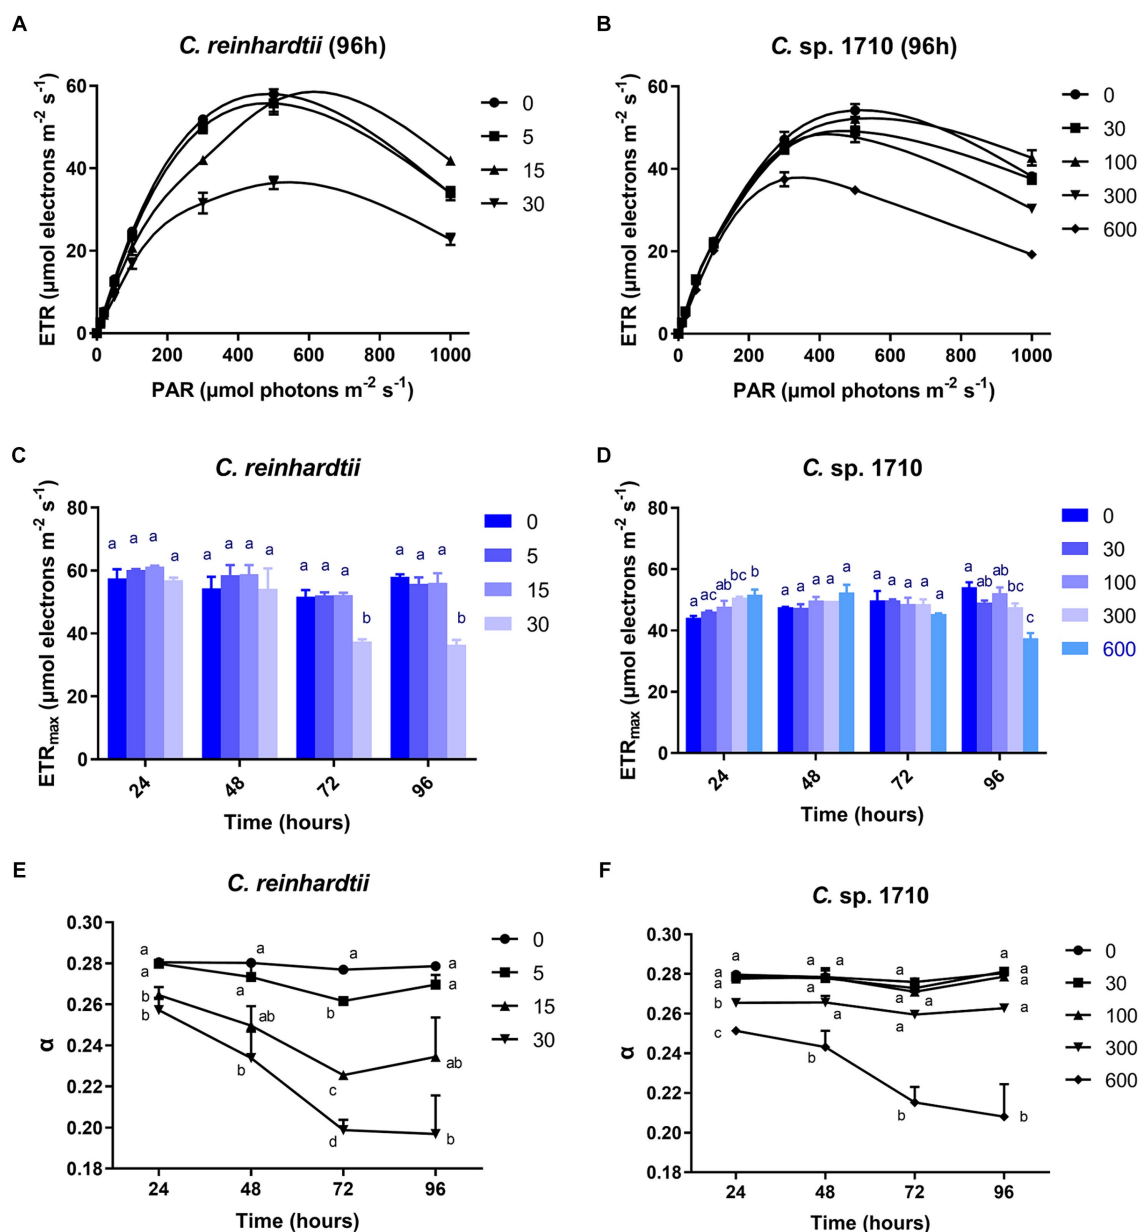 A
C. reinhardtii (96h)
ETR (µmol electrons m-2 s-1)
60
40
20
0
0 200 400 600 800 1000
PAR (µmol photons m-2 s-1)
0
5
15
30
B
C. sp. 1710 (96h)
ETR (µmol electrons m-2 s-1)
60
40
20
0
0 200 400 600 800 1000
PAR (µmol photons m-2 s-1)
0
30
100
300
600
C
C. reinhardtii
ETRmax (µmol electrons m-2 s-1)
80
60
40
20
0
a a a a a a a a a a a b a a a b
24 48 72 96
Time (hours)
0
5
15
30
D
C. sp. 1710
ETRmax (µmol electrons m-2 s-1)
80
60
40
20
0
a ac ab bc b a a a a a a a a a a a ab ab bc c
24 48 72 96
Time (hours)
0
30
100
300
600
E
C. reinhardtii
α
0.30
0.28
0.26
0.24
0.22
0.20
0.18
a a a a
a a b a
b ab c ab
b b d b
24 48 72 96
Time (hours)
0
5
15
30
F
C. sp. 1710
α
0.30
0.28
0.26
0.24
0.22
0.20
0.18
a a a a a
a a a a
a a a a
b a a a
c b b b
24 48 72 96
Time (hours)
0
30
100
300
600